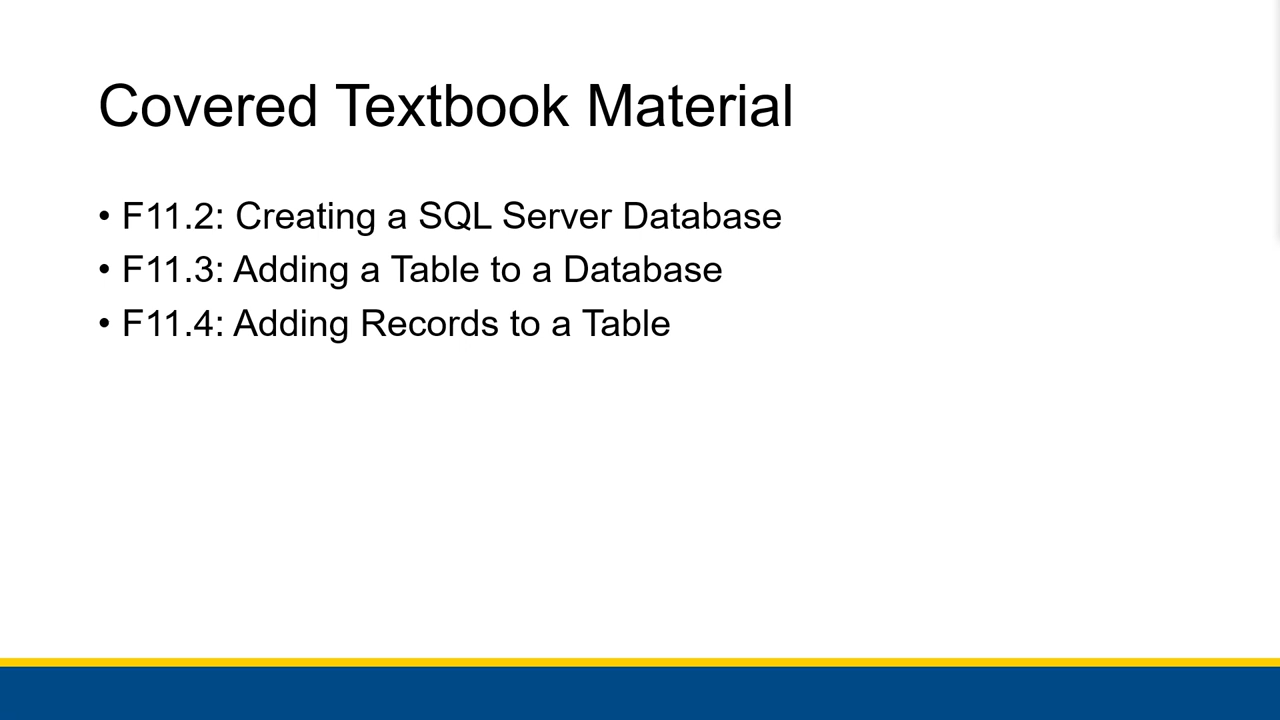 Covered Textbook Material
• F11.2: Creating a SQL Server Database
• F11.3: Adding a Table to a Database
• F11.4: Adding Records to a Table